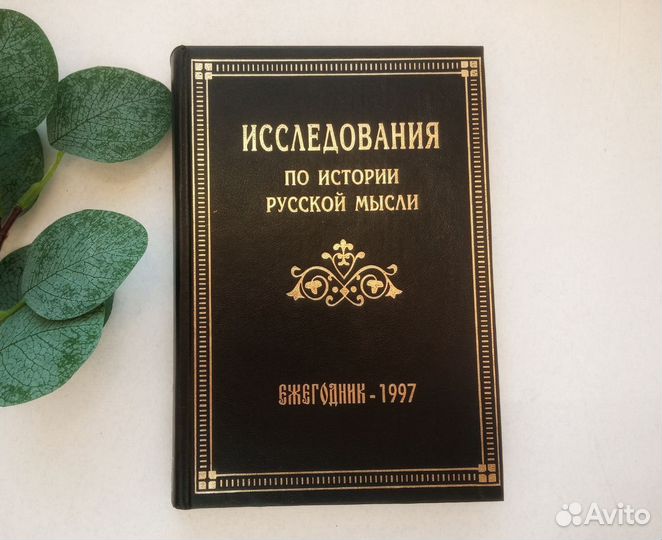 ИССЛЕДОВАНИЯ
ПО ИСТОРИИ
РУССКОЙ МЫСЛИ
ЕЖЕГОДНИК - 1997
Avito